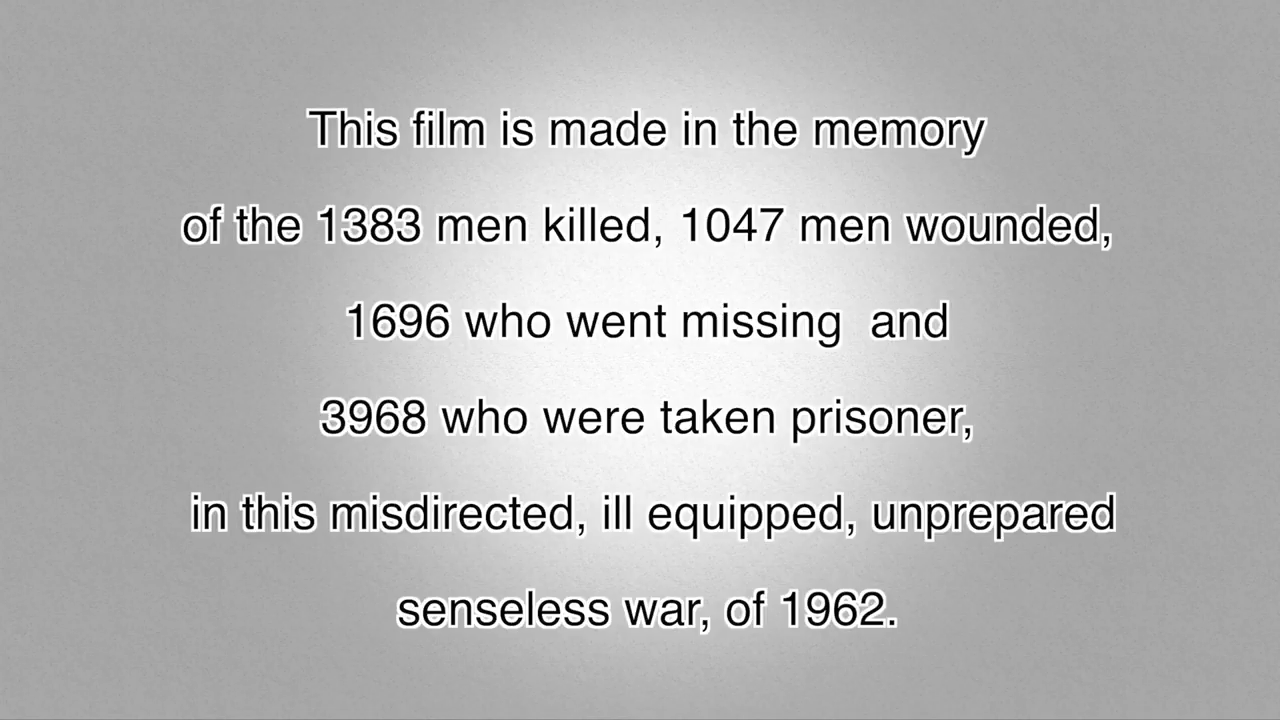 This film is made in the memory
of the 1383 men killed, 1047 men wounded,
1696 who went missing  and
3968 who were taken prisoner,
in this misdirected, ill equipped, unprepared
senseless war, of 1962.